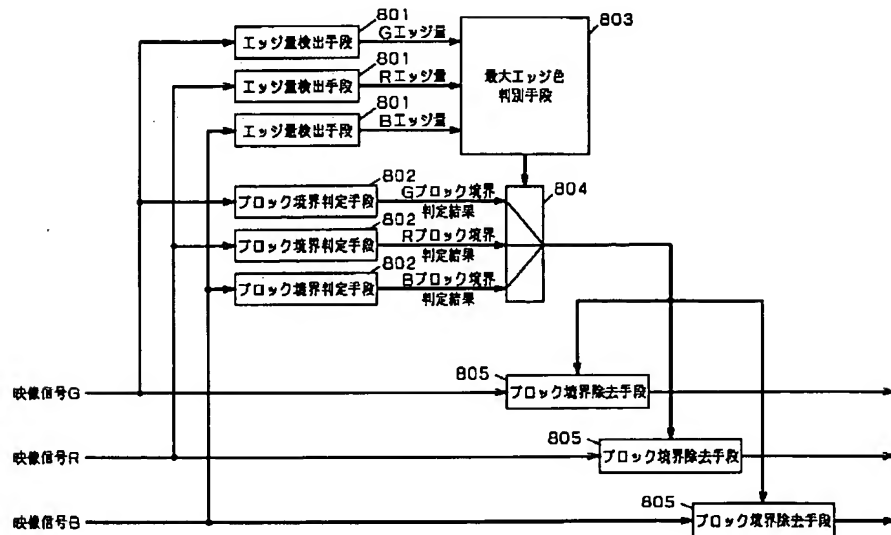 801
エッジ量検出手段
Gエッジ量
801
エッジ量検出手段
Rエッジ量
801
エッジ量検出手段
Bエッジ量
803
最大エッジ色
判別手段
802
ブロック境界判定手段
Gブロック境界
判定結果
802
ブロック境界判定手段
Rブロック境界
判定結果
802
ブロック境界判定手段
Bブロック境界
判定結果
804
映像信号G
805
ブロック境界除去手段
映像信号R
805
ブロック境界除去手段
映像信号B
805
ブロック境界除去手段